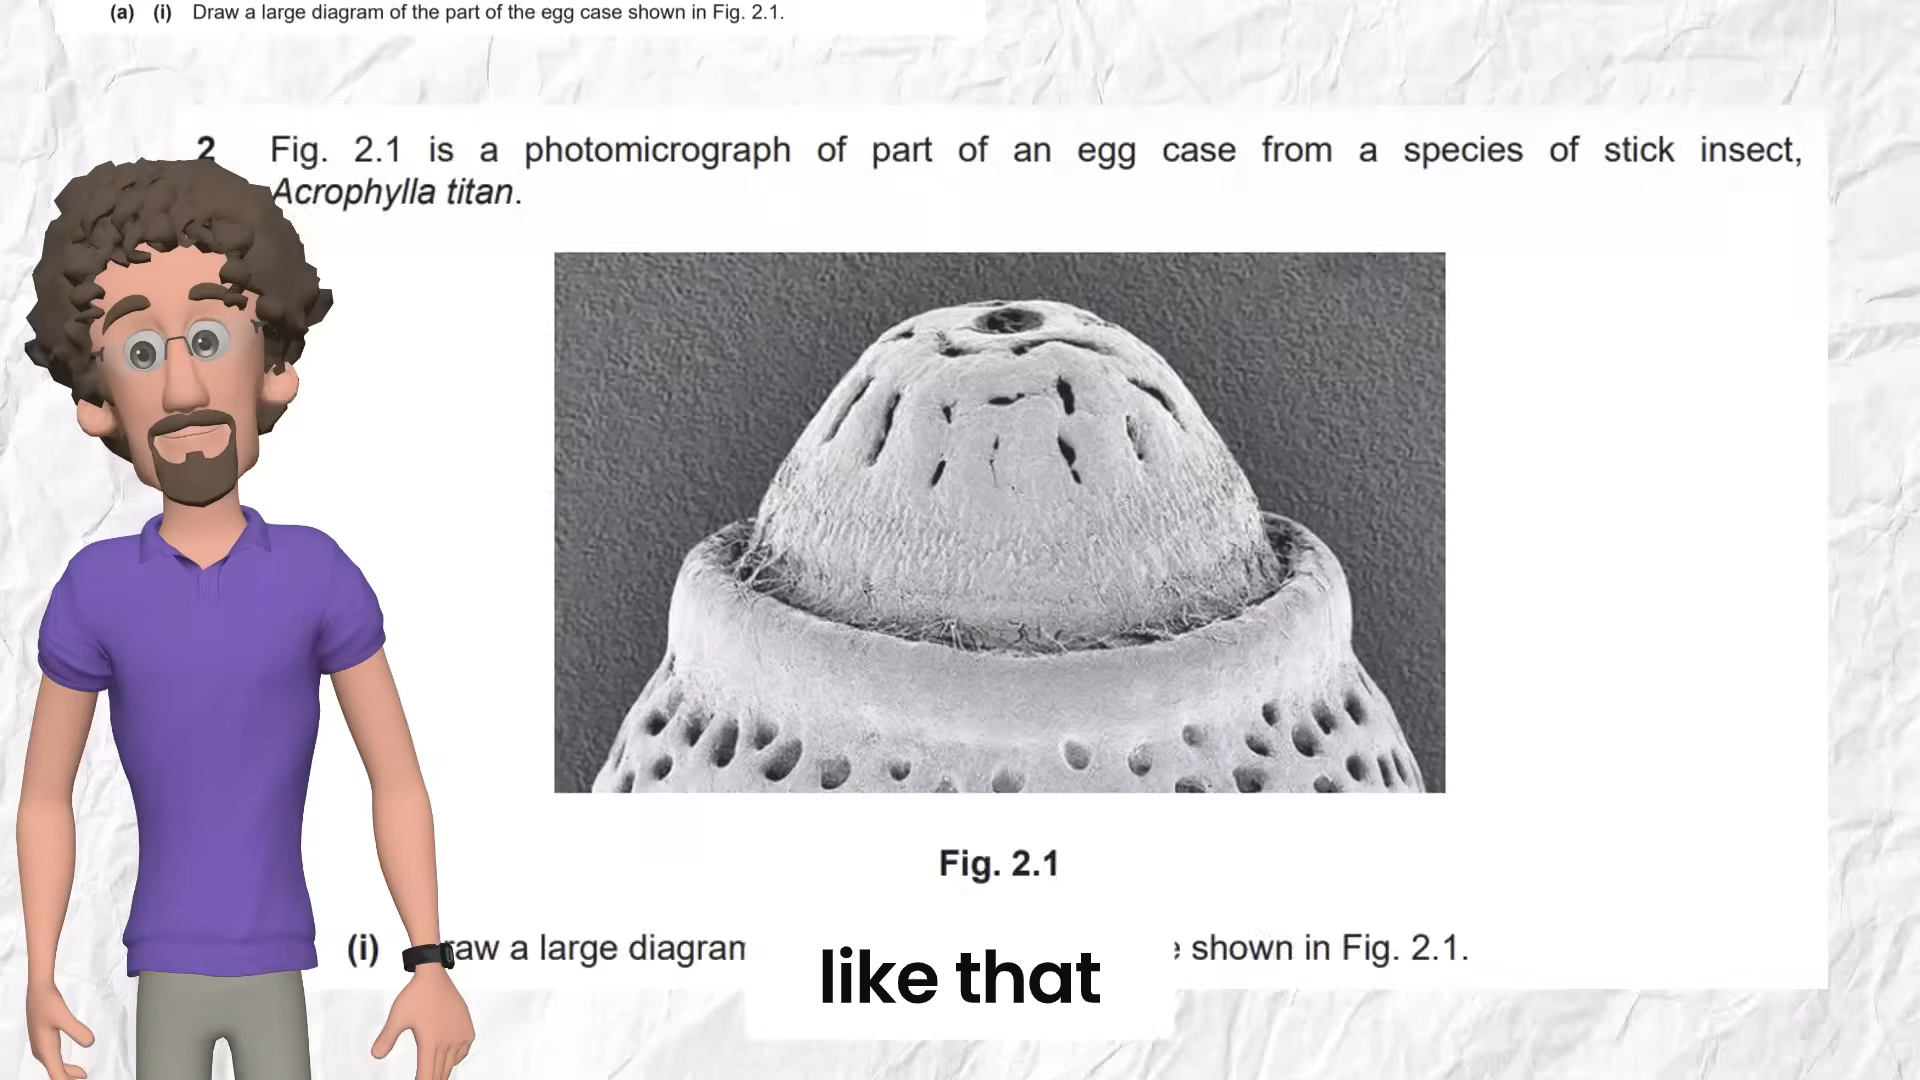 (a) (i) Draw a large diagram of the part of the egg case shown in Fig. 2.1.
2 Fig. 2.1 is a photomicrograph of part of an egg case from a species of stick insect,
Acrophylla titan.
Fig. 2.1
(i) raw a large diagram shown in Fig. 2.1.
like that